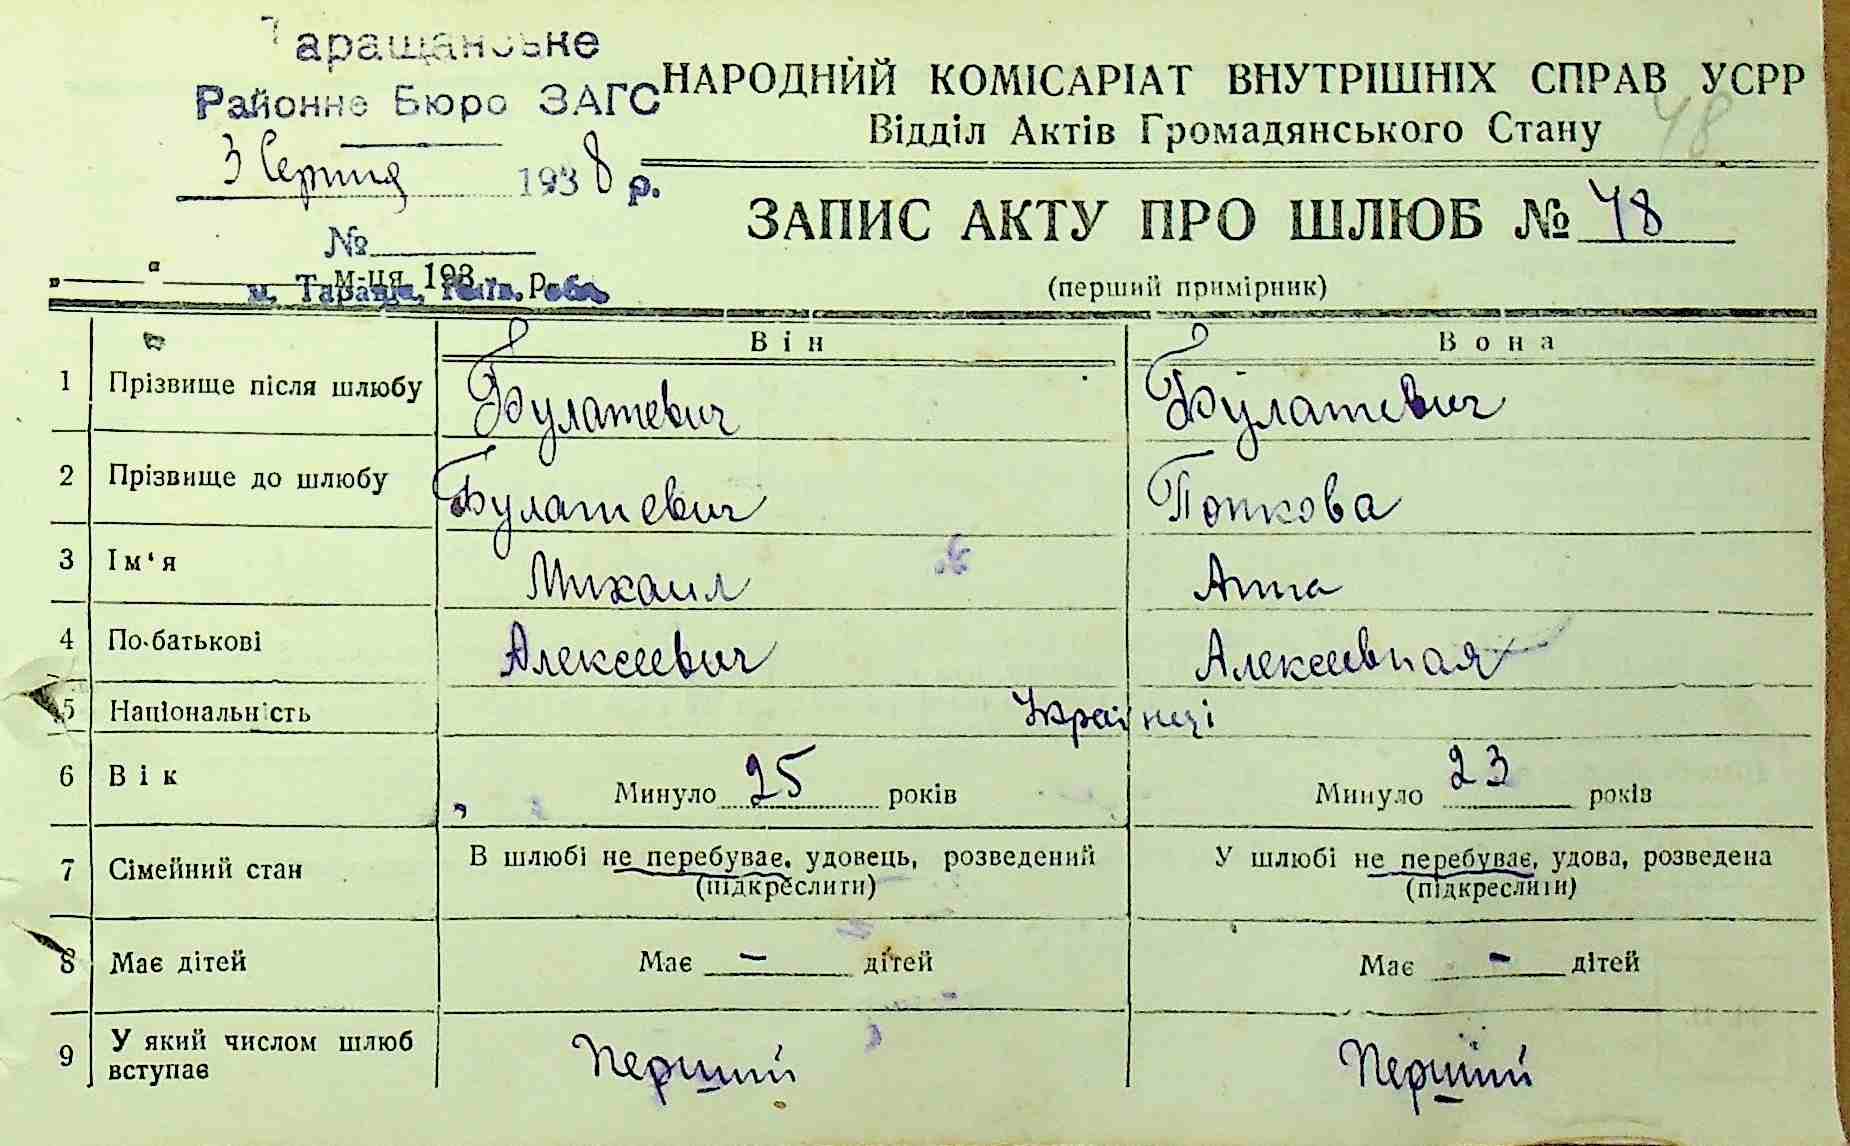 Таращанське
Районне Бюро ЗАГС
3 Серпня 1938 р.
№
м. Тараща,
НАРОДНИЙ КОМІСАРІАТ ВНУТРІШНІХ СПРАВ УСРР
Відділ Актів Громадянського Стану
48
ЗАПИС АКТУ ПРО ШЛЮБ № 48
(перший примірник)
м-ця 193 р.
Він Вона
1 Прізвище після шлюбу Булатевич Булатевич
2 Прізвище до шлюбу Булатевич Попкова
3 Ім'я Михаил Анна
4 По-батькові Алексеевич Алексеевная
5 Національність Українці
6 Вік Минуло 25 років Минуло 23 років
7 Сімейний стан В шлюбі не перебуває, удовець, розведений У шлюбі не перебуває, удова, розведена
(підкреслити) (підкреслити)
8 Має дітей Має — дітей Має - дітей
9 У який числом шлюб
вступає Перший Перший